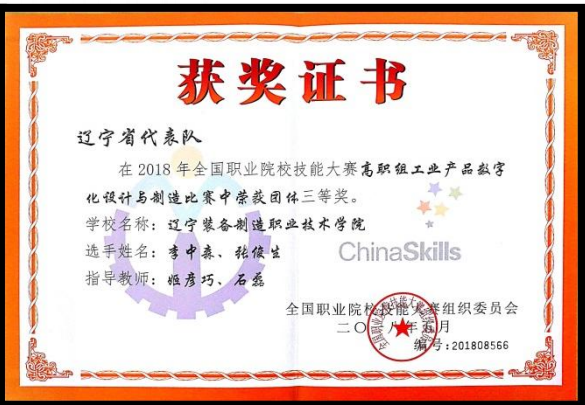 获奖证书
辽宁省代表队
在2018年全国职业院校技能大赛高职组工业产品数字
化设计与制造比赛中荣获团体三等奖。
学校名称：辽宁装备制造职业技术学院
选手姓名：李中森、张俊生
指导教师：姬彦巧、石磊
ChinaSkills
全国职业院校技能大赛组织委员会
二〇一八年五月
编号:201808566